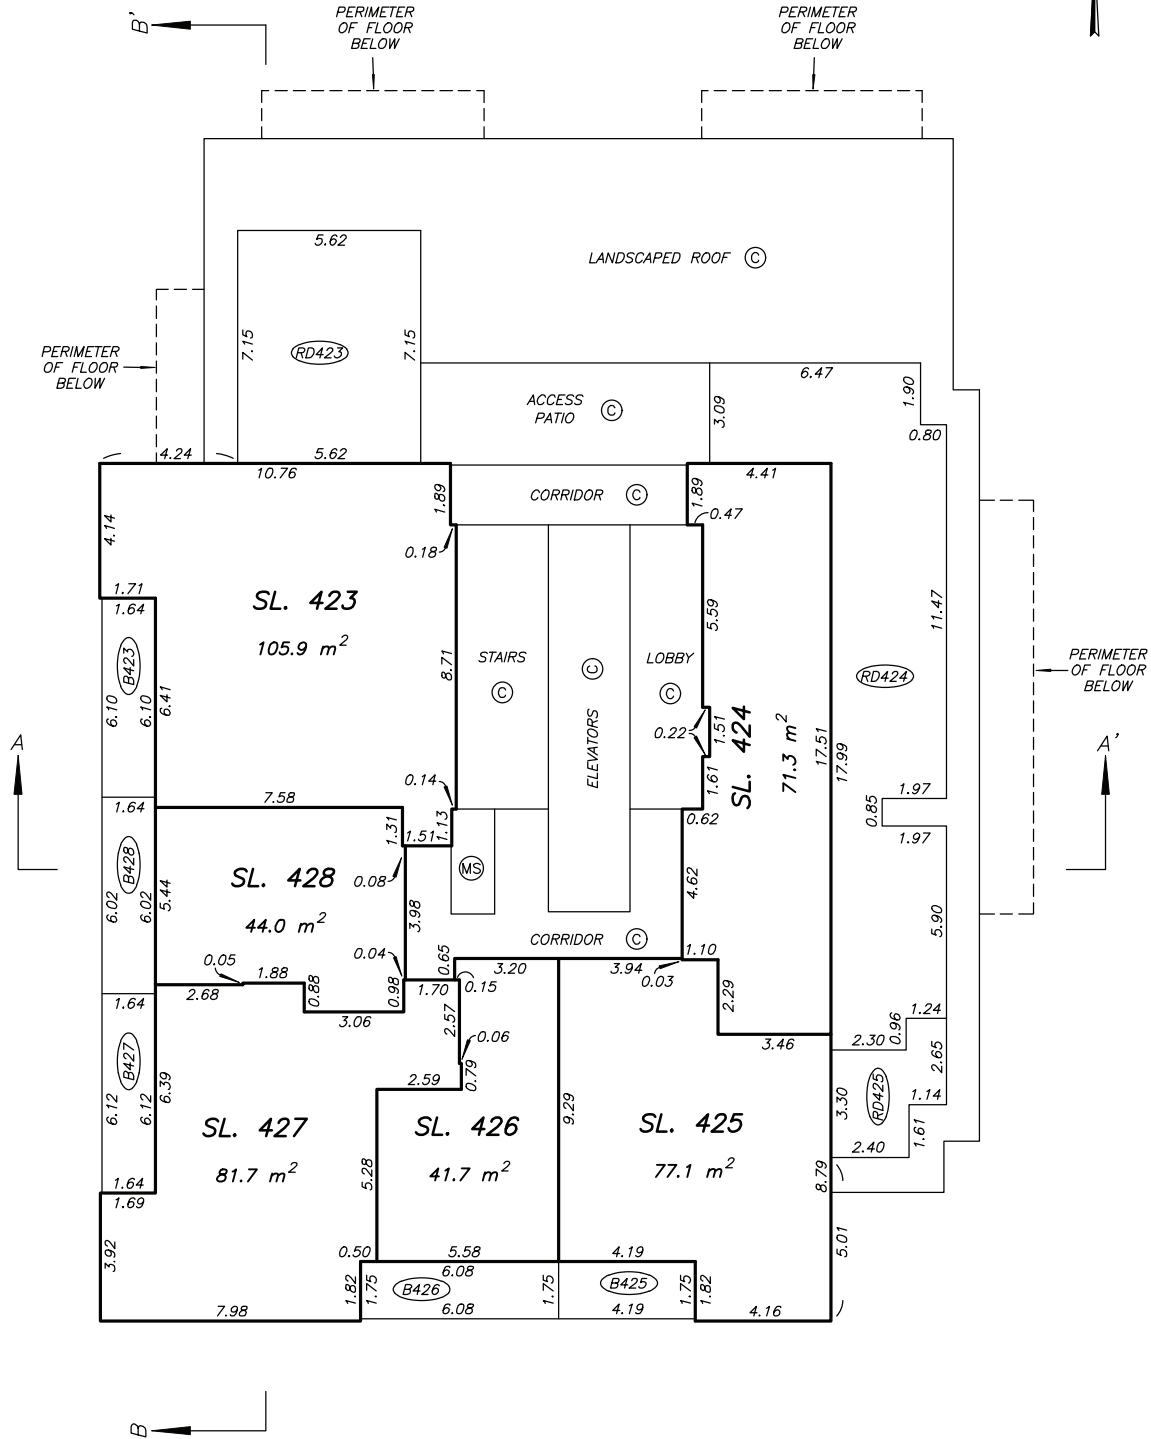 PERIMETER
OF FLOOR
BELOW
PERIMETER
OF FLOOR
BELOW
B'
5.62
LANDSCAPED ROOF C
7.15
7.15
RD423
PERIMETER
OF FLOOR
BELOW
6.47
1.90
ACCESS
PATIO C
3.09
0.80
4.24
5.62
10.76
4.41
1.89
CORRIDOR C
1.89
0.47
4.14
0.18
1.71
1.64
SL. 423
105.9 m2
B423
6.10
6.10
6.41
8.71
STAIRS
C
C
ELEVATORS
LOBBY
C
5.59
11.47
RD424
PERIMETER
OF FLOOR
BELOW
0.22
1.51
SL. 424
71.3 m2
17.51
17.99
1.61
A
A'
0.14
7.58
1.64
1.31
1.51
1.13
0.62
1.97
0.85
1.97
B428
SL. 428
44.0 m2
0.08
MS
6.02
6.02
5.44
3.98
4.62
5.90
CORRIDOR C
0.05
0.04
0.65
3.20
3.94
1.10
0.03
1.88
2.68
0.88
0.98
1.70
0.15
1.64
3.06
2.57
2.29
1.24
0.96
2.30
3.46
0.06
2.65
B427
6.12
6.12
6.39
2.59
0.79
RD425
3.30
1.14
9.29
SL. 427
81.7 m2
SL. 426
41.7 m2
SL. 425
77.1 m2
1.61
2.40
5.28
8.79
1.64
1.69
3.92
5.01
0.50
5.58
4.19
6.08
1.82
1.75
B426
1.75
B425
1.75
1.82
7.98
6.08
4.19
4.16
B